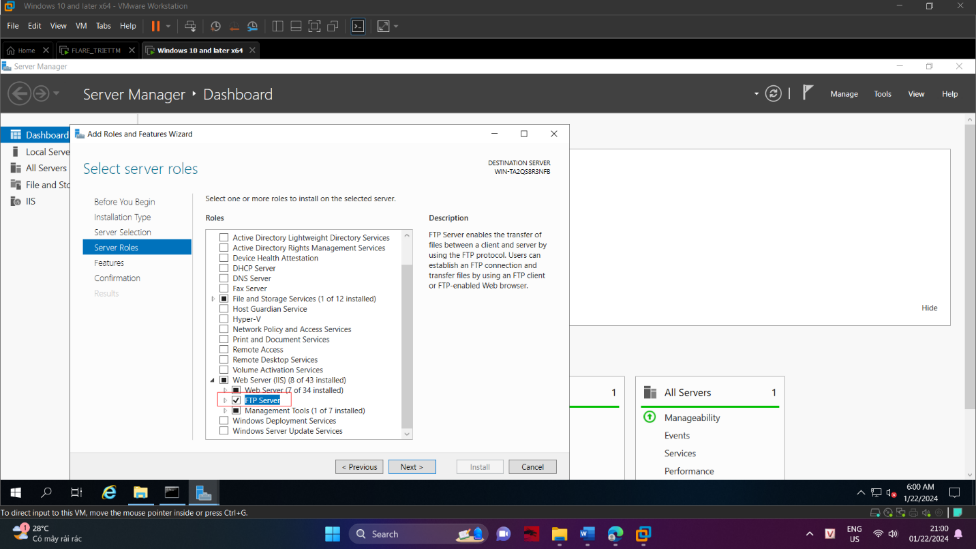 Windows 10 and later x64 - VMware Workstation
File Edit View VM Tabs Help
Home FLARE_TRIETTM Windows 10 and later x64
Server Manager
Server Manager Dashboard
Manage Tools View Help
Dashboard
Local Serve
All Servers
File and Sto
IIS
Add Roles and Features Wizard
Select server roles
DESTINATION SERVER
WIN-TA2QS8R3NFB
Before You Begin
Installation Type
Server Selection
Server Roles
Features
Confirmation
Results
Select one or more roles to install on the selected server.
Roles
Active Directory Lightweight Directory Services
Active Directory Rights Management Services
Device Health Attestation
DHCP Server
DNS Server
Fax Server
File and Storage Services (1 of 12 installed)
Host Guardian Service
Hyper-V
Network Policy and Access Services
Print and Document Services
Remote Access
Remote Desktop Services
Volume Activation Services
Web Server (IIS) (8 of 43 installed)
Web Server (7 of 34 installed)
FTP Server
Management Tools (1 of 7 installed)
Windows Deployment Services
Windows Server Update Services
Description
FTP Server enables the transfer of
files between a client and server by
using the FTP protocol. Users can
establish an FTP connection and
transfer files by using an FTP client
or FTP-enabled Web browser.
< Previous Next > Install Cancel
Hide
1
All Servers 1
Manageability
Events
Services
Performance
6:00 AM
1/22/2024
To direct input to this VM, move the mouse pointer inside or press Ctrl+G.
1
28°C
Có mây rải rác
Search
ENG
US
21:00
01/22/2024